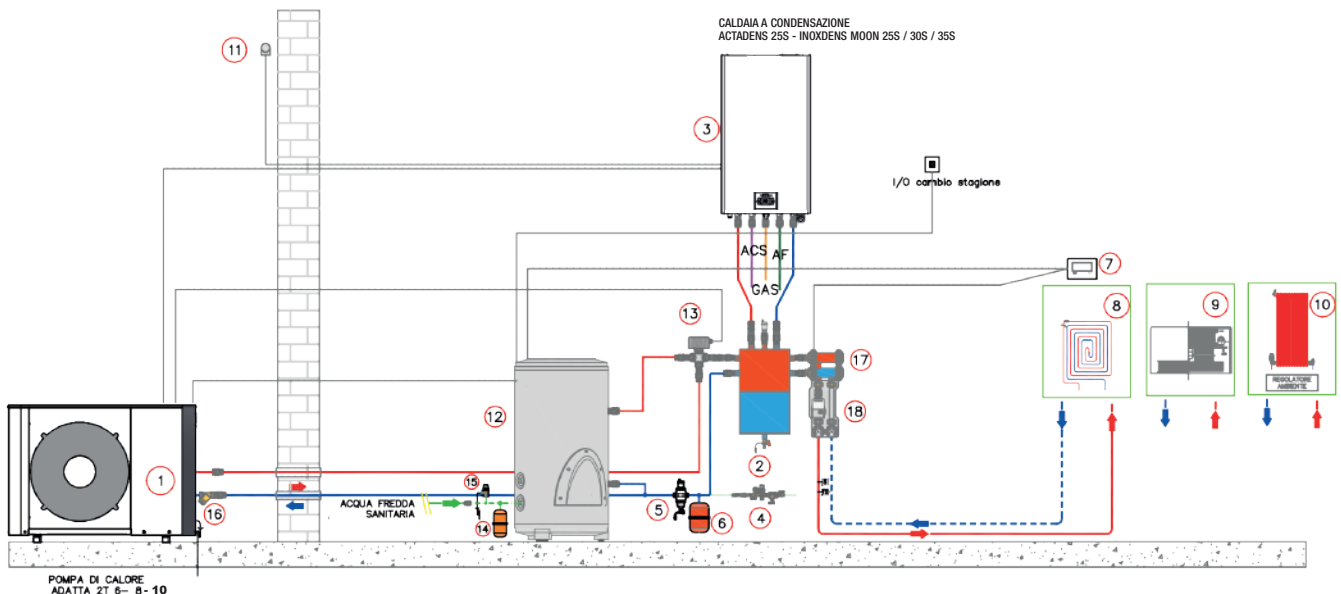 CALDAIA A CONDENSAZIONE
ACTADENS 25S - INOXDENS MOON 25S / 30S / 35S
11
3
I/O cambio stagione
ACS
AF
GAS
7
8
9
10
13
REGOLATORE
AMBIENTE
17
12
18
2
1
15
16
ACQUA FREDDA
SANITARIA
14
5
6
4
POMPA DI CALORE
ADATTA 2T 6- 8- 10